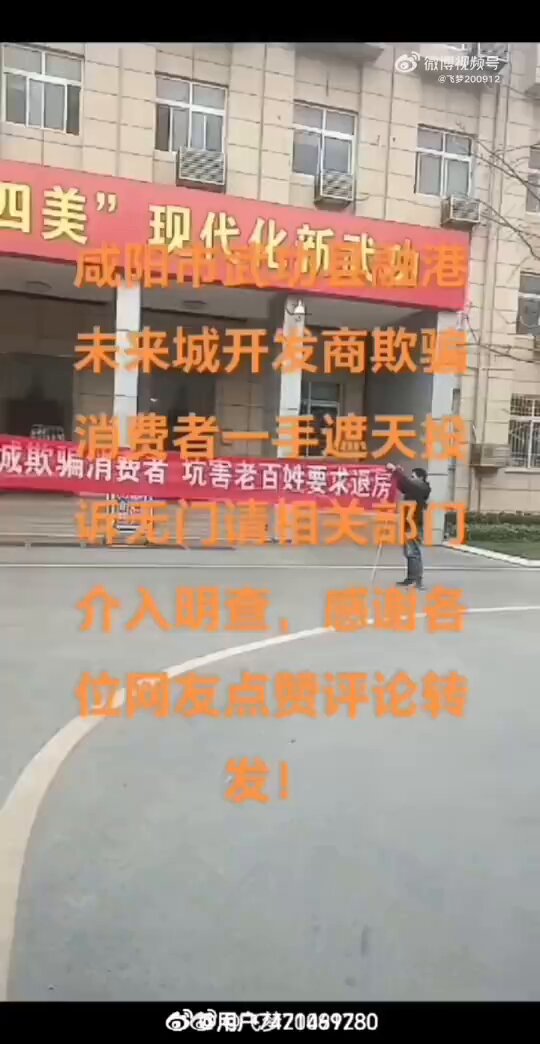 微博视频号
@飞梦200912
四美”现代化新武功
咸阳市武功县融港
未来城开发商欺骗
消费者一手遮天投
成欺骗消费者 坑害老百姓要求退房
诉无门请相关部门
介入明查，感谢各
位网友点赞评论转
发！